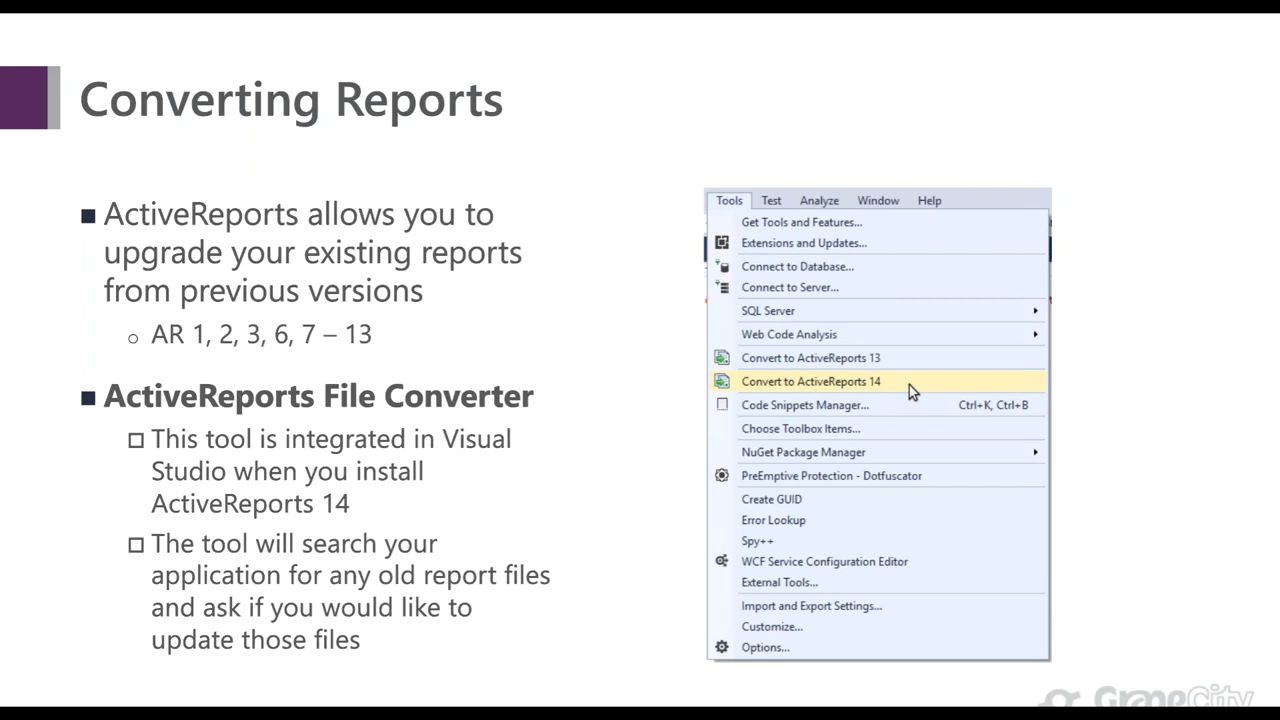 Converting Reports
■ ActiveReports allows you to
upgrade your existing reports
from previous versions
○ AR 1, 2, 3, 6, 7 – 13
■ ActiveReports File Converter
□ This tool is integrated in Visual
Studio when you install
ActiveReports 14
□ The tool will search your
application for any old report files
and ask if you would like to
update those files
Tools Test Analyze Window Help
Get Tools and Features...
Extensions and Updates...
Connect to Database...
Connect to Server...
SQL Server
Web Code Analysis
Convert to ActiveReports 13
Convert to ActiveReports 14
Code Snippets Manager... Ctrl+K, Ctrl+B
Choose Toolbox Items...
NuGet Package Manager
PreEmptive Protection - Dotfuscator
Create GUID
Error Lookup
Spy++
WCF Service Configuration Editor
External Tools...
Import and Export Settings...
Customize...
Options...
GrapeCity